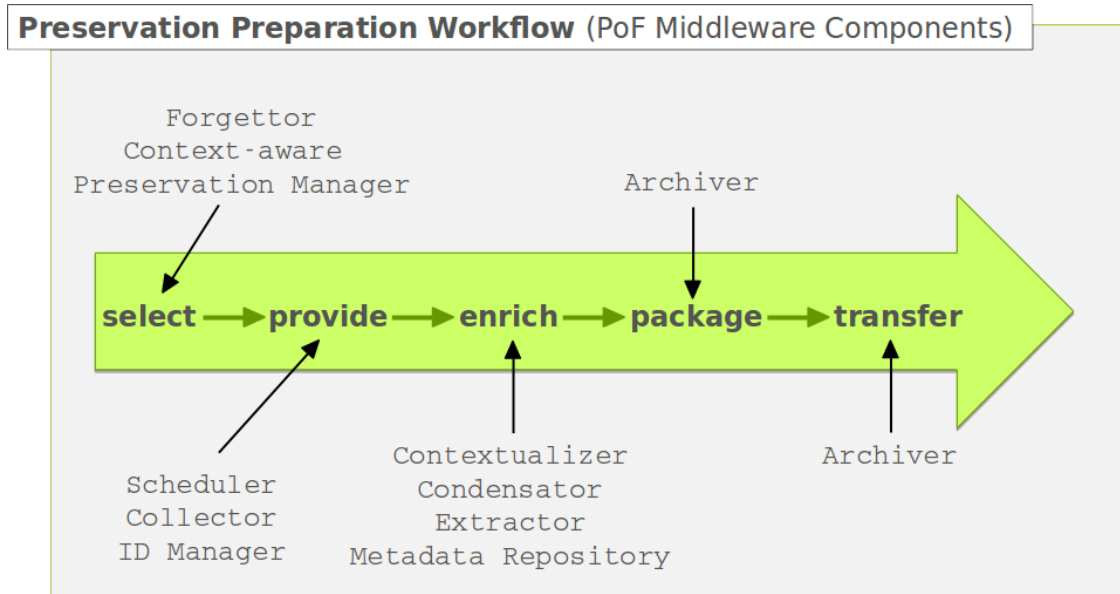 Preservation Preparation Workflow (PoF Middleware Components)
Forgettor
Context-aware
Preservation Manager
Archiver
select provide enrich package transfer
Scheduler
Collector
ID Manager
Contextualizer
Condensator
Extractor
Metadata Repository
Archiver